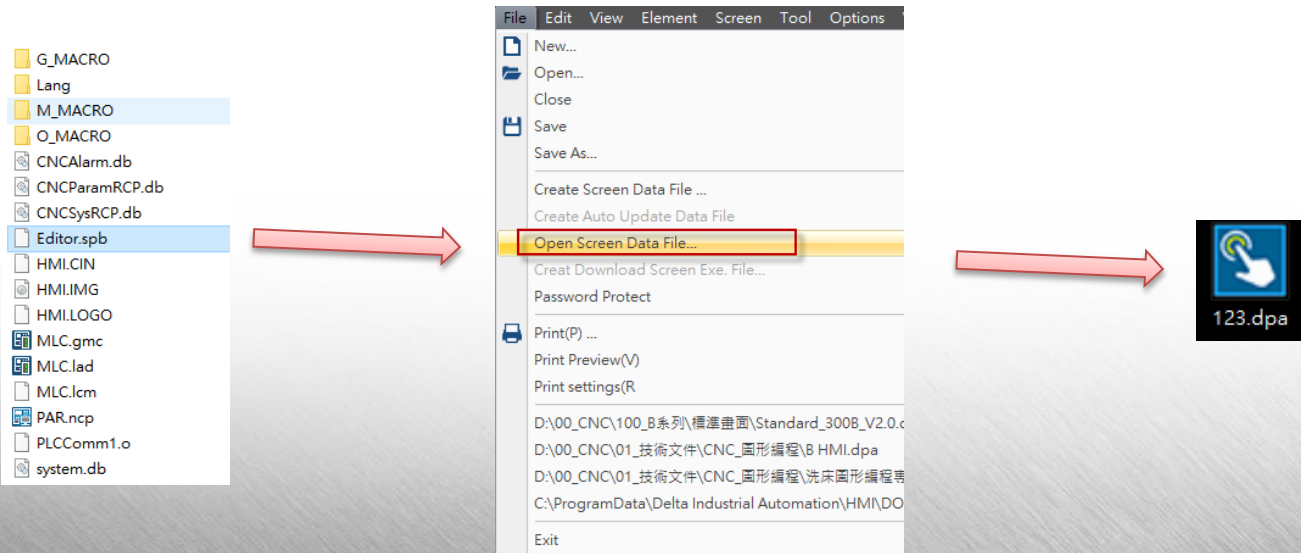 G_MACRO
Lang
M_MACRO
O_MACRO
CNCAlarm.db
CNCParamRCP.db
CNCSysRCP.db
Editor.spb
HMI.CIN
HMI.IMG
HMI.LOGO
MLC.gmc
MLC.lad
MLC.lcm
PAR.ncp
PLCComm1.o
system.db
File Edit View Element Screen Tool Options
New...
Open...
Close
Save
Save As...
Create Screen Data File ...
Create Auto Update Data File
Open Screen Data File...
Creat Download Screen Exe. File...
Password Protect
Print(P) ...
Print Preview(V)
Print settings(R
D:\00_CNC\100_B系列\標準畫面\Standard_300B_V2.0.c
D:\00_CNC\01_技術文件\CNC_圖形編程\B HMI.dpa
D:\00_CNC\01_技術文件\CNC_圖形編程\洗床圖形編程專
C:\ProgramData\Delta Industrial Automation\HMI\DO
Exit
123.dpa